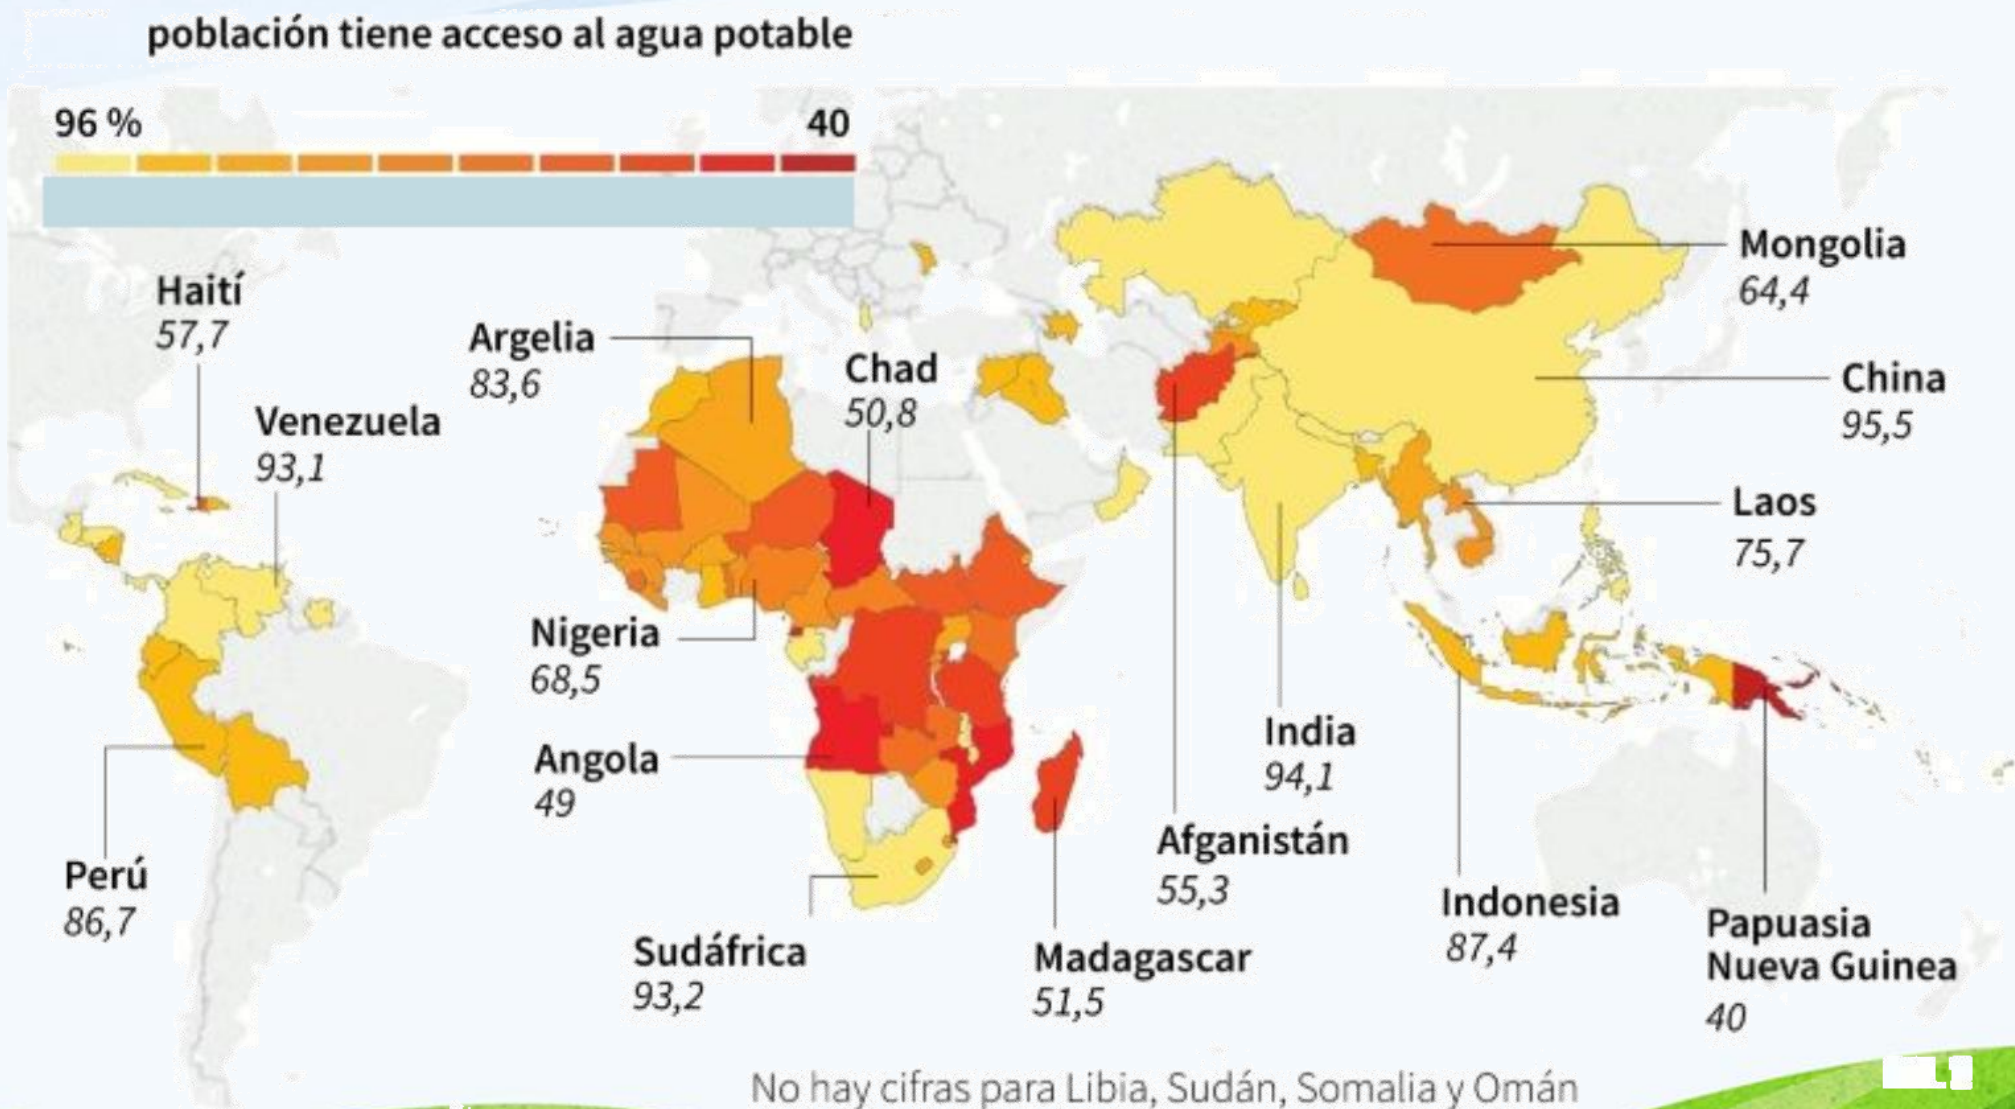 población tiene acceso al agua potable
96 %
40
Haití
57,7
Venezuela
93,1
Argelia
83,6
Chad
50,8
Mongolia
64,4
China
95,5
Laos
75,7
Nigeria
68,5
Angola
49
Perú
86,7
Sudáfrica
93,2
Madagascar
51,5
India
94,1
Afganistán
55,3
Indonesia
87,4
Papuasia
Nueva Guinea
40
No hay cifras para Libia, Sudán, Somalia y Omán